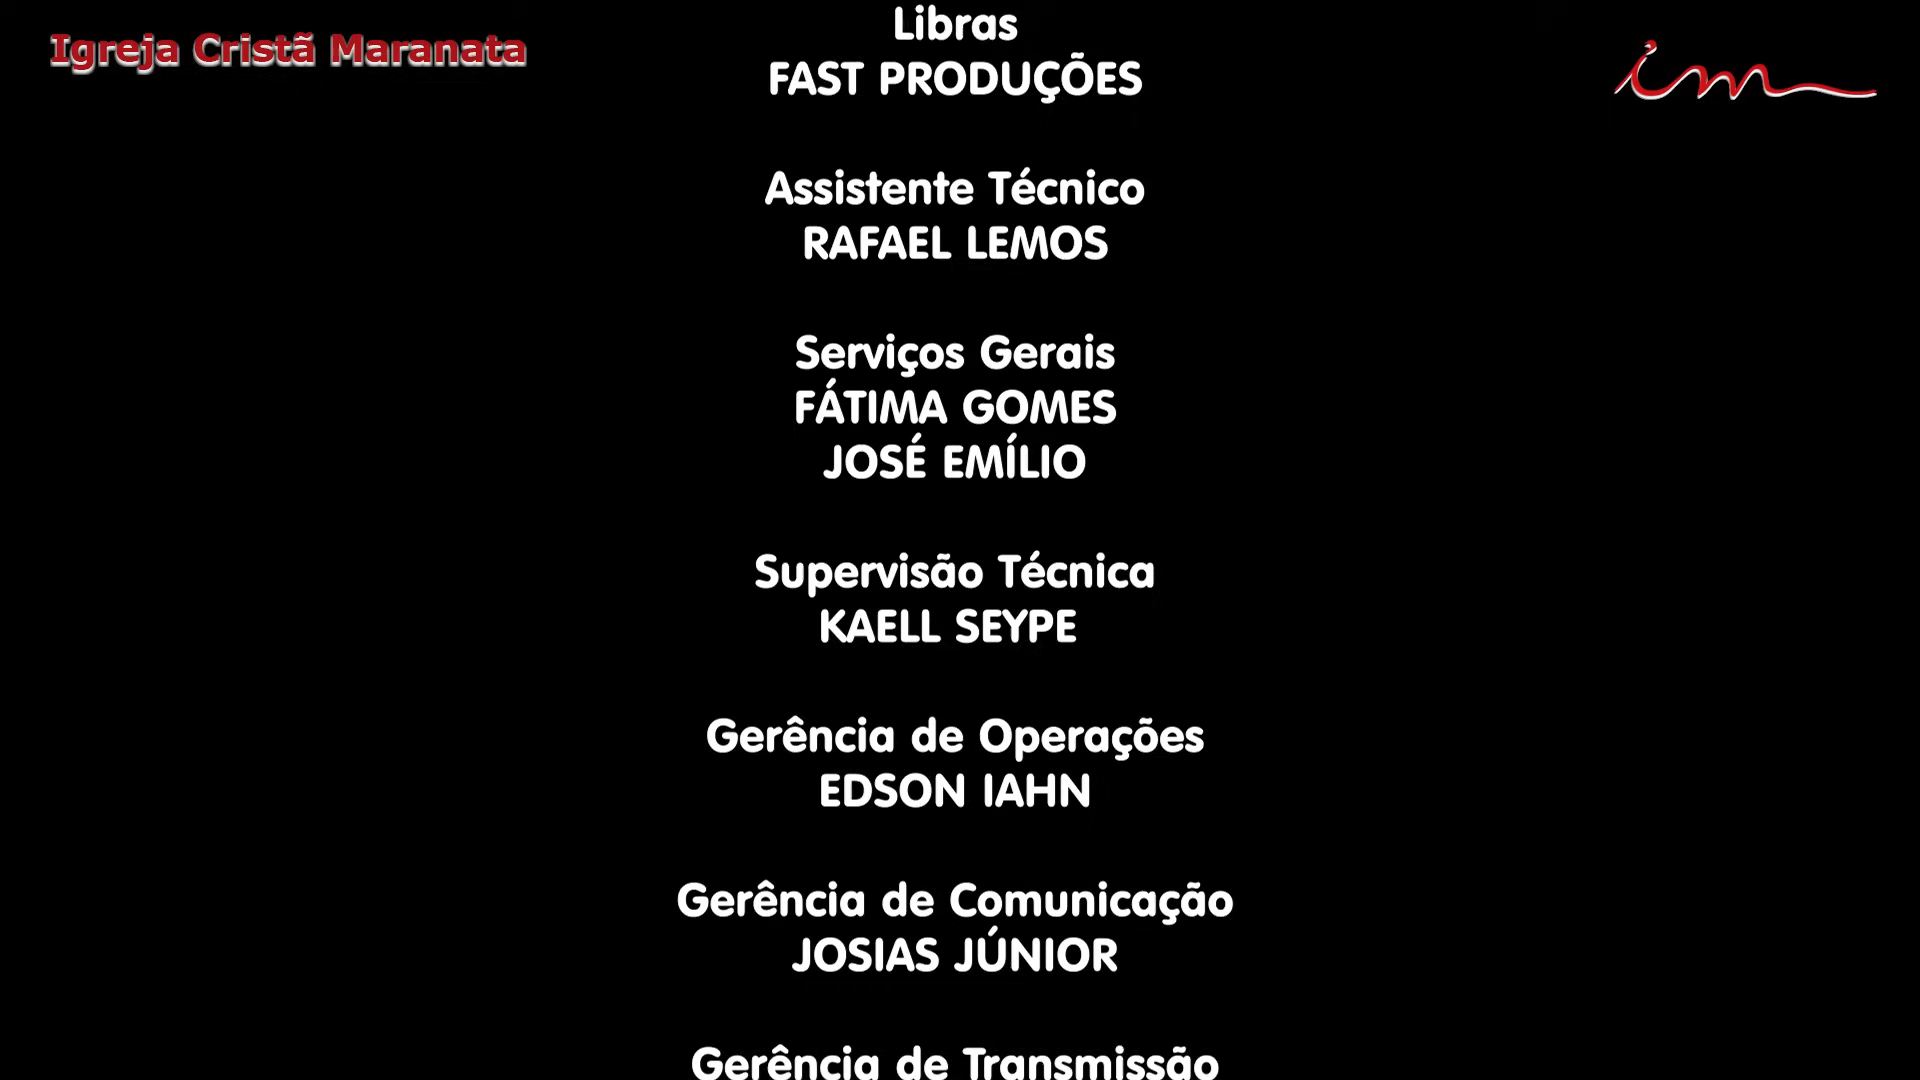 Igreja Cristã Maranata
im
Libras
FAST PRODUÇÕES
Assistente Técnico
RAFAEL LEMOS
Serviços Gerais
FÁTIMA GOMES
JOSÉ EMÍLIO
Supervisão Técnica
KAELL SEYPE
Gerência de Operações
EDSON IAHN
Gerência de Comunicação
JOSIAS JÚNIOR
Gerência de Transmissão